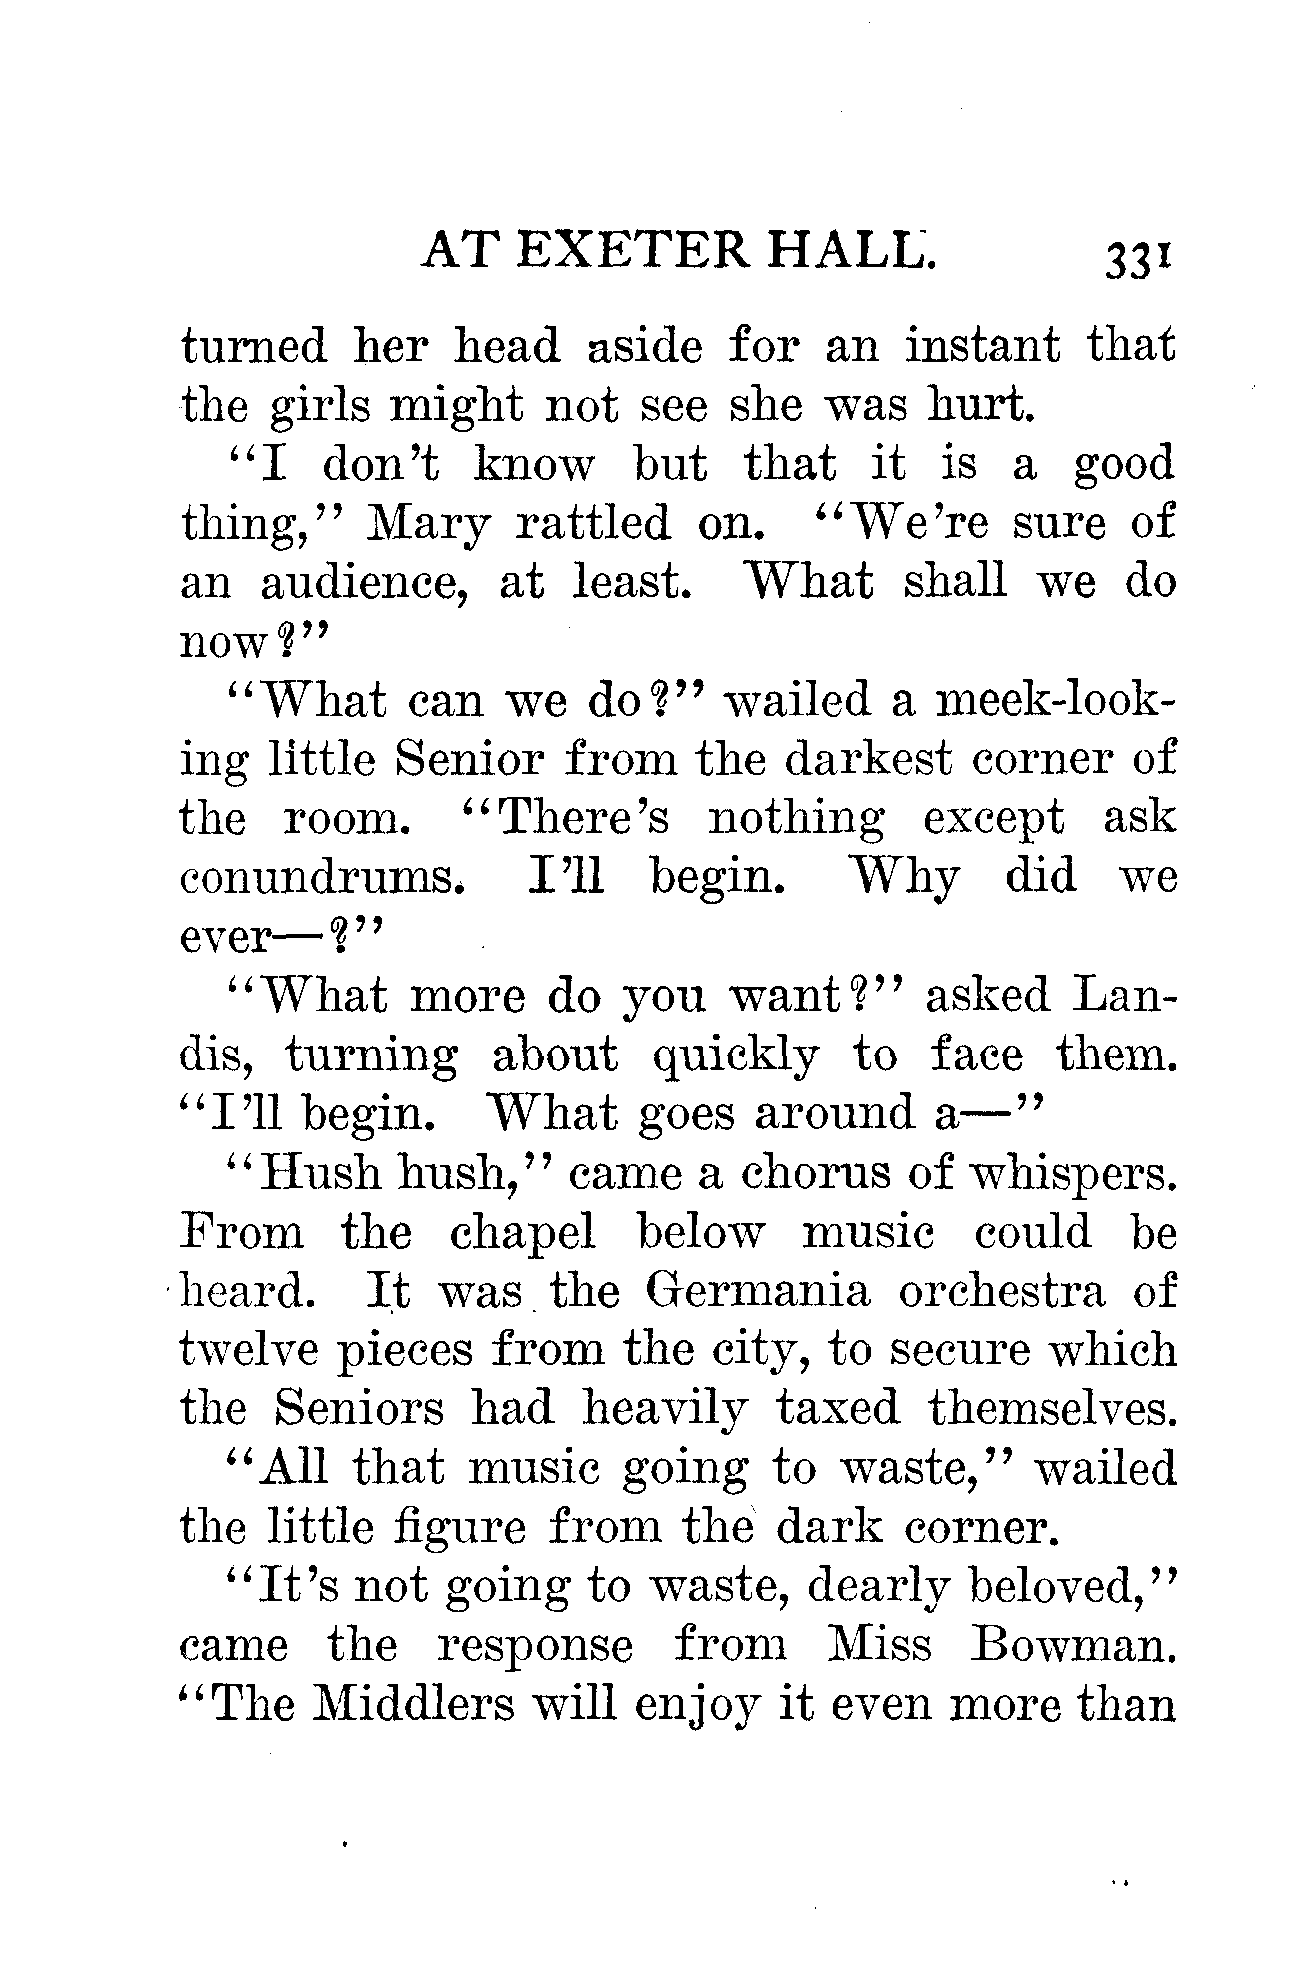 AT EXETER HALL. 331
turned her head aside for an instant that
the girls might not see she was hurt.
"I don't know but that it is a good
thing," Mary rattled on. "We're sure of
an audience, at least. What shall we do
now?"
"What can we do?" wailed a meek-look-
ing little Senior from the darkest corner of
the room. "There's nothing except ask
conundrums. I'll begin. Why did we
ever—?"
"What more do you want?" asked Lan-
dis, turning about quickly to face them.
"I'll begin. What goes around a—"
"Hush hush," came a chorus of whispers.
From the chapel below music could be
heard. It was the Germania orchestra of
twelve pieces from the city, to secure which
the Seniors had heavily taxed themselves.
"All that music going to waste," wailed
the little figure from the dark corner.
"It's not going to waste, dearly beloved,"
came the response from Miss Bowman.
"The Middlers will enjoy it even more than